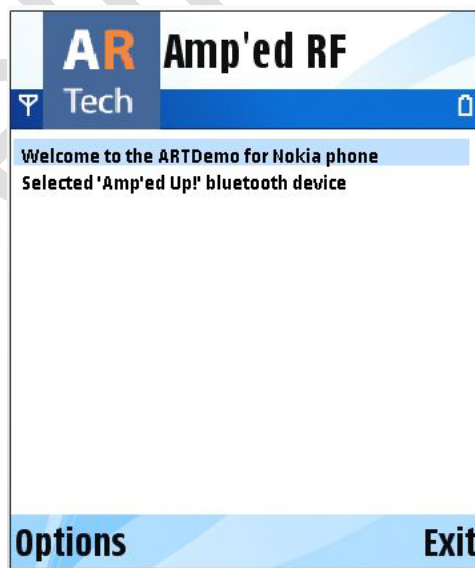 AR
Tech
Amp'ed RF
Welcome to the ARTDemo for Nokia phone
Selected 'Amp'ed Up!' bluetooth device
Options
Exit